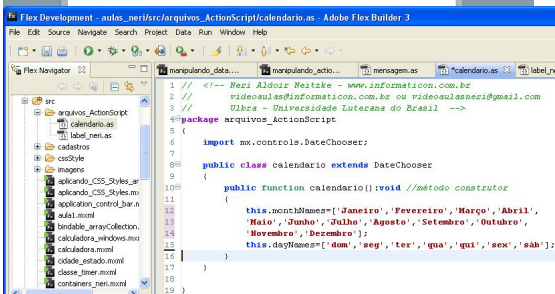 Flex Development - aulas_neri/src/arquivos_ActionScript/calendario.as - Adobe Flex Builder 3
File Edit Source Navigate Search Project Data Run Window Help
Flex Navigator
manipulando_data....
manipulando_actio...
mensagem.as
*calendario.as
label_ne
src
arquivos_ActionScript
calendario.as
label_neri.as
cadastros
cssStyle
imagens
aplicando_CSS_Styles_ar
aplicando_CSS_Styles.mx
application_control_bar.n
aula1.mxml
bindable_arrayCollection.
calculadora_windows.mxi
calculadora.mxml
cidade_estado.mxml
classe_timer.mxml
containers_neri.mxml
1 // <!-- Neri Aldoir Neitzke - www.informaticon.com.br
2 // videoaulas@informaticon.com.br ou videoaulasneri@gmail.com
3 // Ulbra - Universidade Luterana do Brasil -->
4 package arquivos_ActionScript
5 {
6 import mx.controls.DateChooser;
7
8 public class calendario extends DateChooser
9 {
10 public function calendario():void //método construtor
11 {
12 this.monthNames=['Janeiro','Fevereiro','Março','Abril',
13 'Maio','Junho','Julho','Agosto','Setembro','Outubro',
14 'Novembro','Dezembro'];
15 this.dayNames=['dom','seg','ter','qua','qui','sex','sáb'];
16 }
17 }
18
19 }